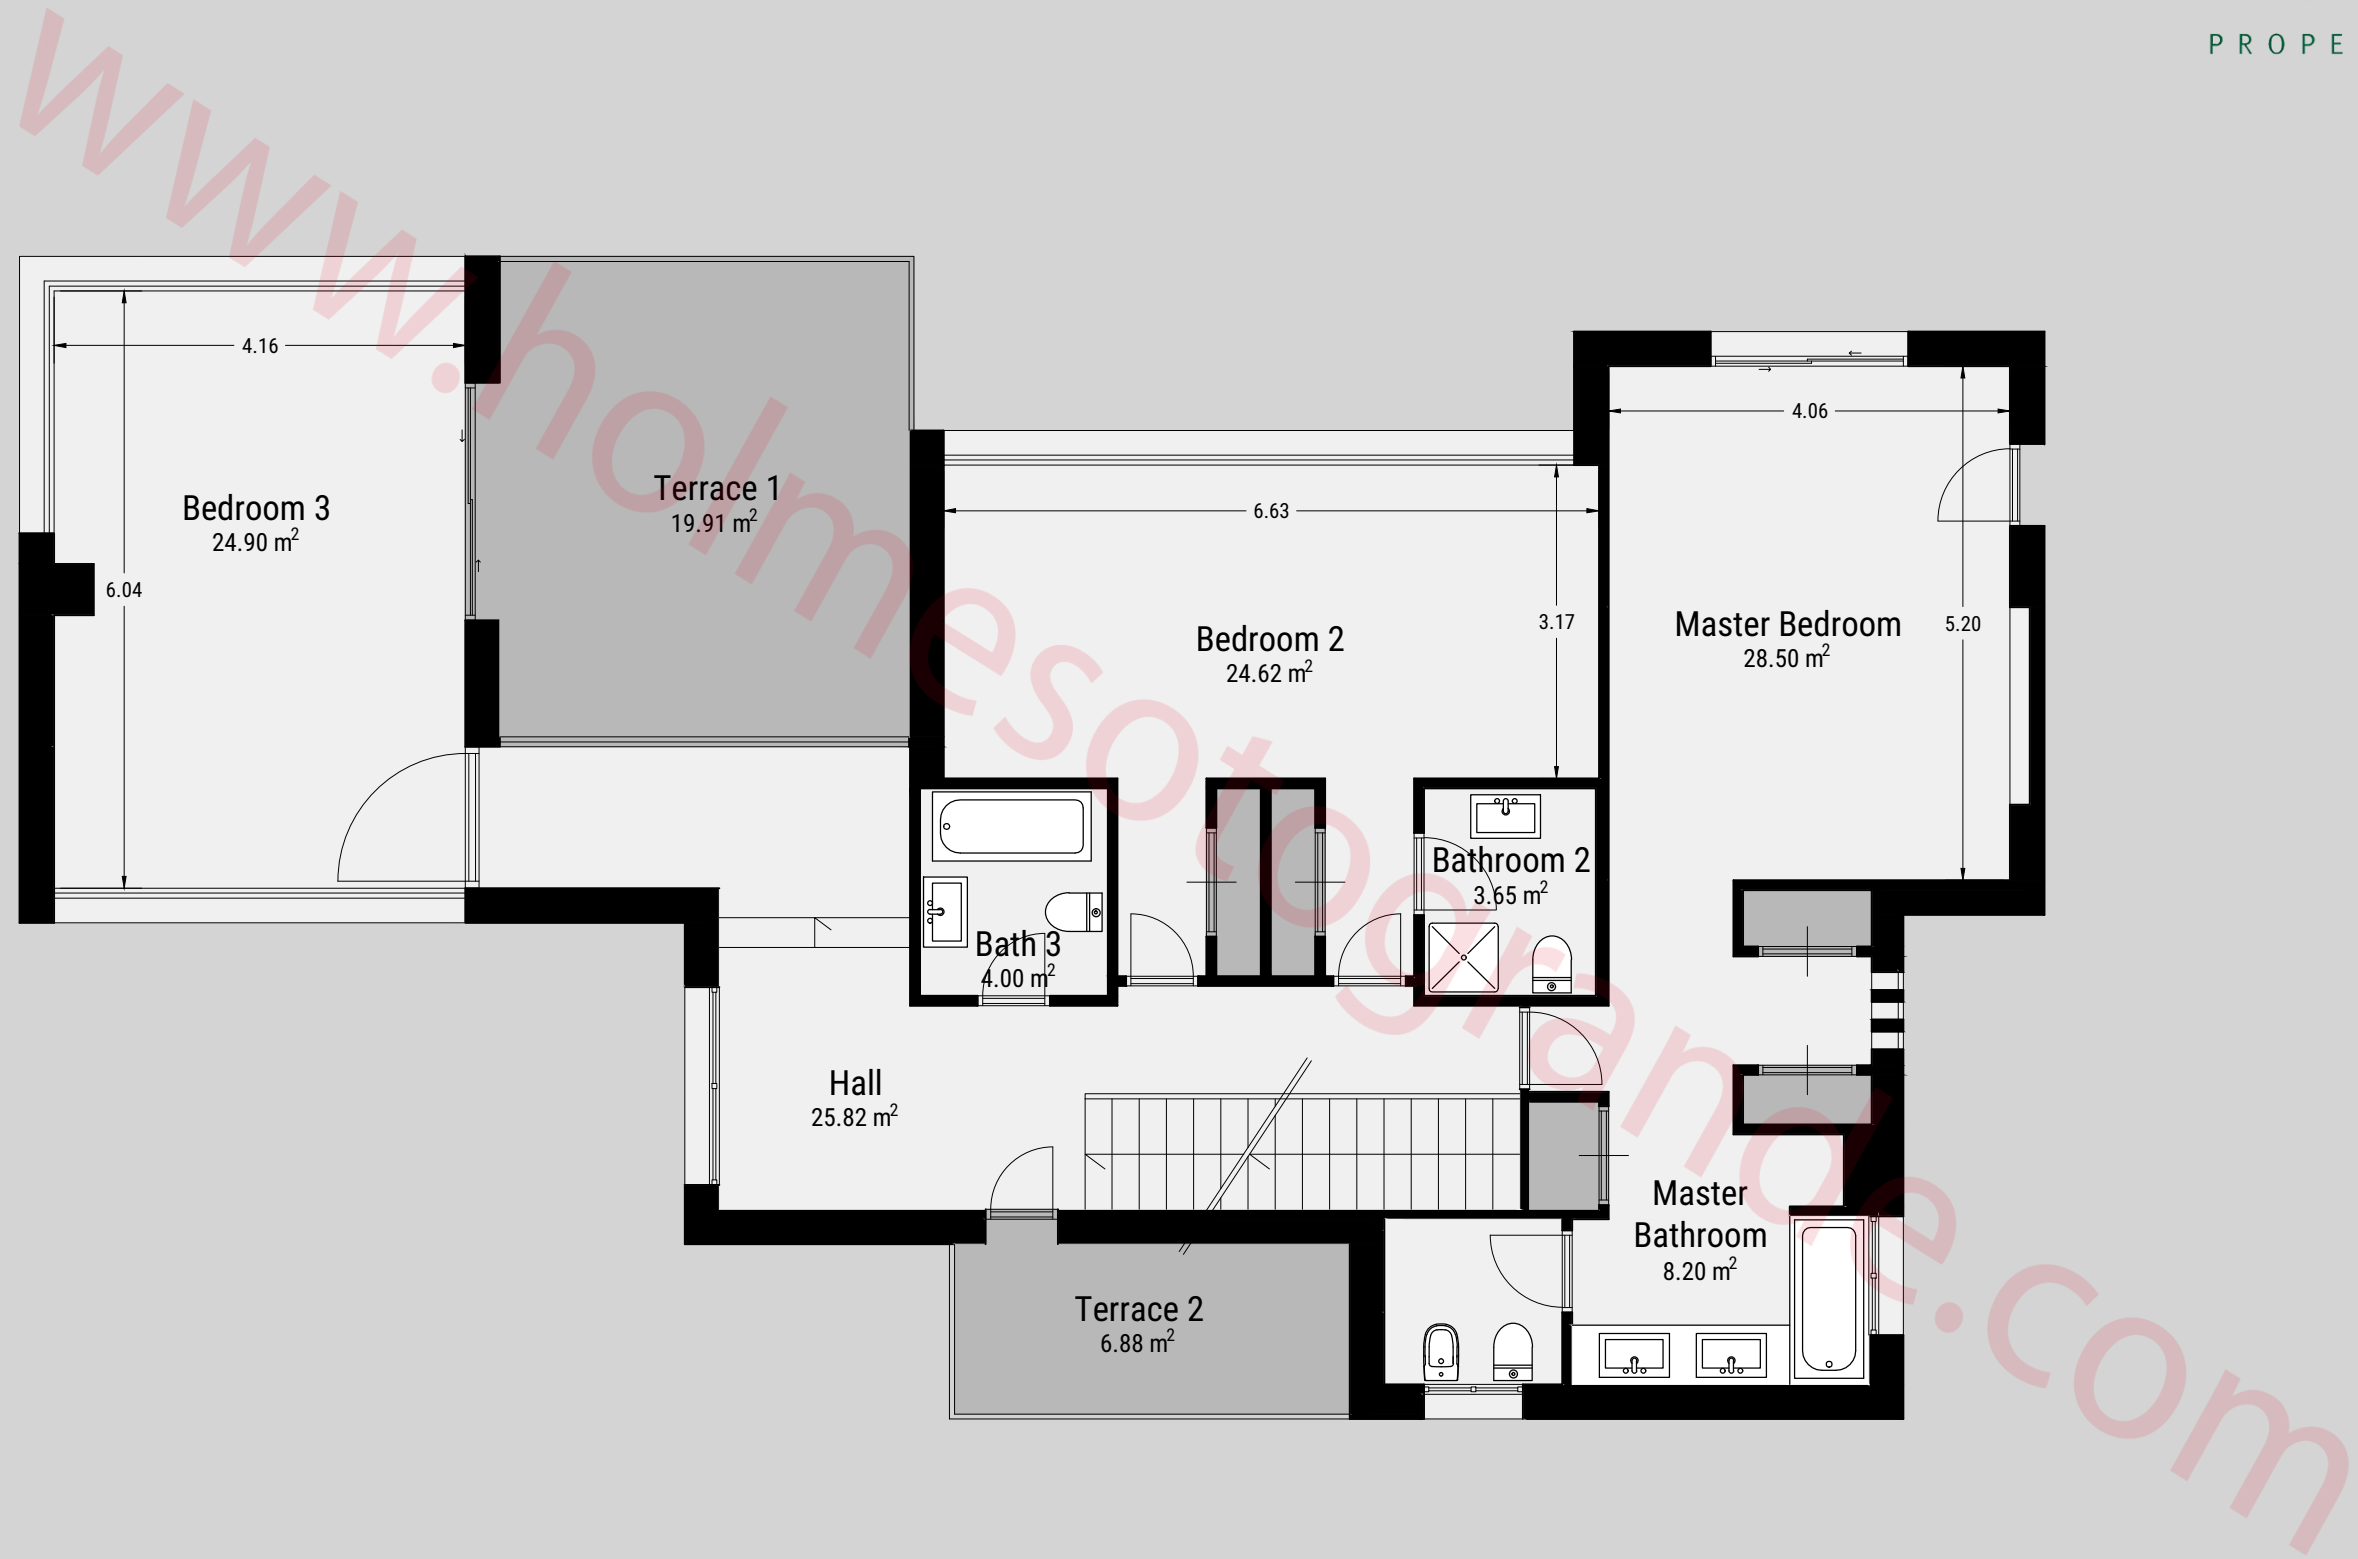 PROPE
www.holmesotogrande.com
4.16
4.06
Terrace 1
19.91 m²
Bedroom 3
24.90 m²
6.63
6.04
3.17
Bedroom 2
24.62 m²
Master Bedroom
28.50 m²
5.20
Bathroom 2
3.65 m²
Bath 3
4.00 m²
Hall
25.82 m²
Master
Bathroom
8.20 m²
Terrace 2
6.88 m²